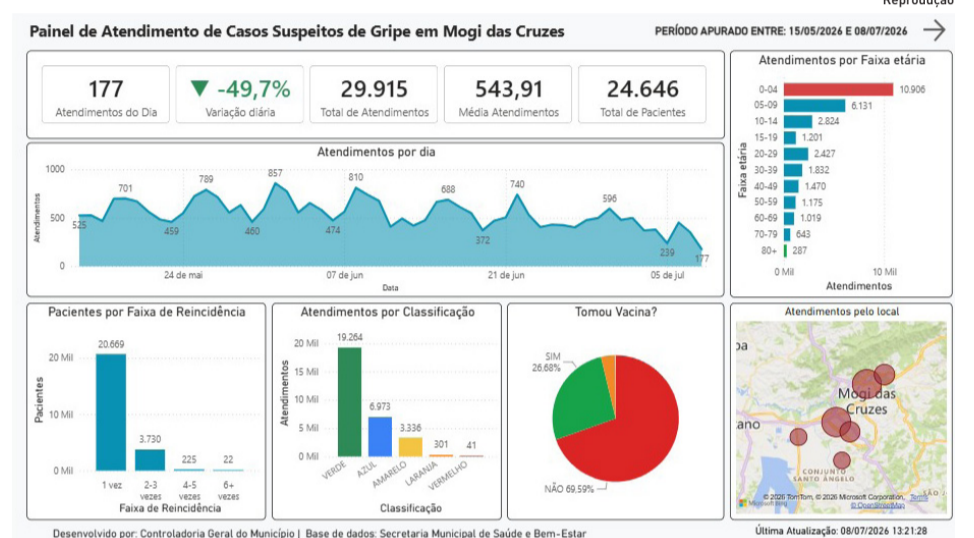 Reprodução
Painel de Atendimento de Casos Suspeitos de Gripe em Mogi das Cruzes
PERÍODO APURADO ENTRE: 15/05/2026 E 08/07/2026
177
Atendimentos do Dia
▼ -49,7%
Variação diária
29.915
Total de Atendimentos
543,91
Média Atendimentos
24.646
Total de Pacientes
Atendimentos por dia
Atendimentos
1000
500
0
525
701
459
789
460
857
474
810
688
372
740
596
239
177
24 de mai
07 de jun
21 de jun
05 de jul
Data
Atendimentos por Faixa etária
Faixa etária
0-04 10.906
05-09 6.131
10-14 2.824
15-19 1.201
20-29 2.427
30-39 1.832
40-49 1.470
50-59 1.175
60-69 1.019
70-79 643
80+ 287
0 Mil 10 Mil
Atendimentos
Pacientes por Faixa de Reincidência
Pacientes
20 Mil
10 Mil
0 Mil
20.669
3.730
225
22
1 vez
2-3 vezes
4-5 vezes
6+ vezes
Faixa de Reincidência
Atendimentos por Classificação
Atendimentos
20 Mil
15 Mil
10 Mil
5 Mil
0 Mil
19.264
6.973
3.336
301
41
VERDE
AZUL
AMARELO
LARANJA
VERMELHO
Classificação
Tomou Vacina?
SIM
26,68%
NÃO 69,59%
Atendimentos pelo local
Mogi das
Cruzes
CONJUNTO
SANTO ÂNGELO
Microsoft Bing
© 2026 TomTom, © 2026 Microsoft Corporation, Terms
© OpenStreetMap
Desenvolvido por: Controladoria Geral do Município | Base de dados: Secretaria Municipal de Saúde e Bem-Estar
Última Atualização: 08/07/2026 13:21:28